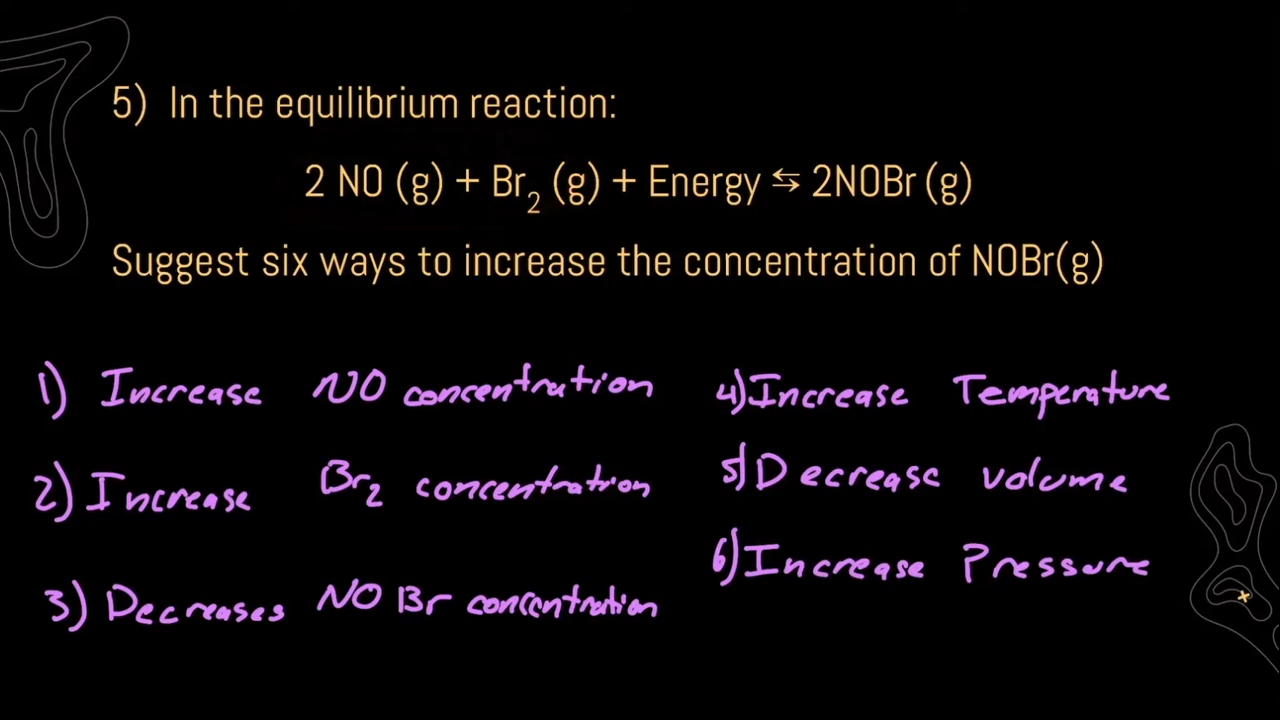 5) In the equilibrium reaction:
2 NO (g) + Br₂ (g) + Energy ⇆ 2NOBr (g)
Suggest six ways to increase the concentration of NOBr(g)
1) Increase NO concentration
2) Increase Br₂ concentration
3) Decreases NOBr concentration
4) Increase Temperature
5) Decrease volume
6) Increase Pressure